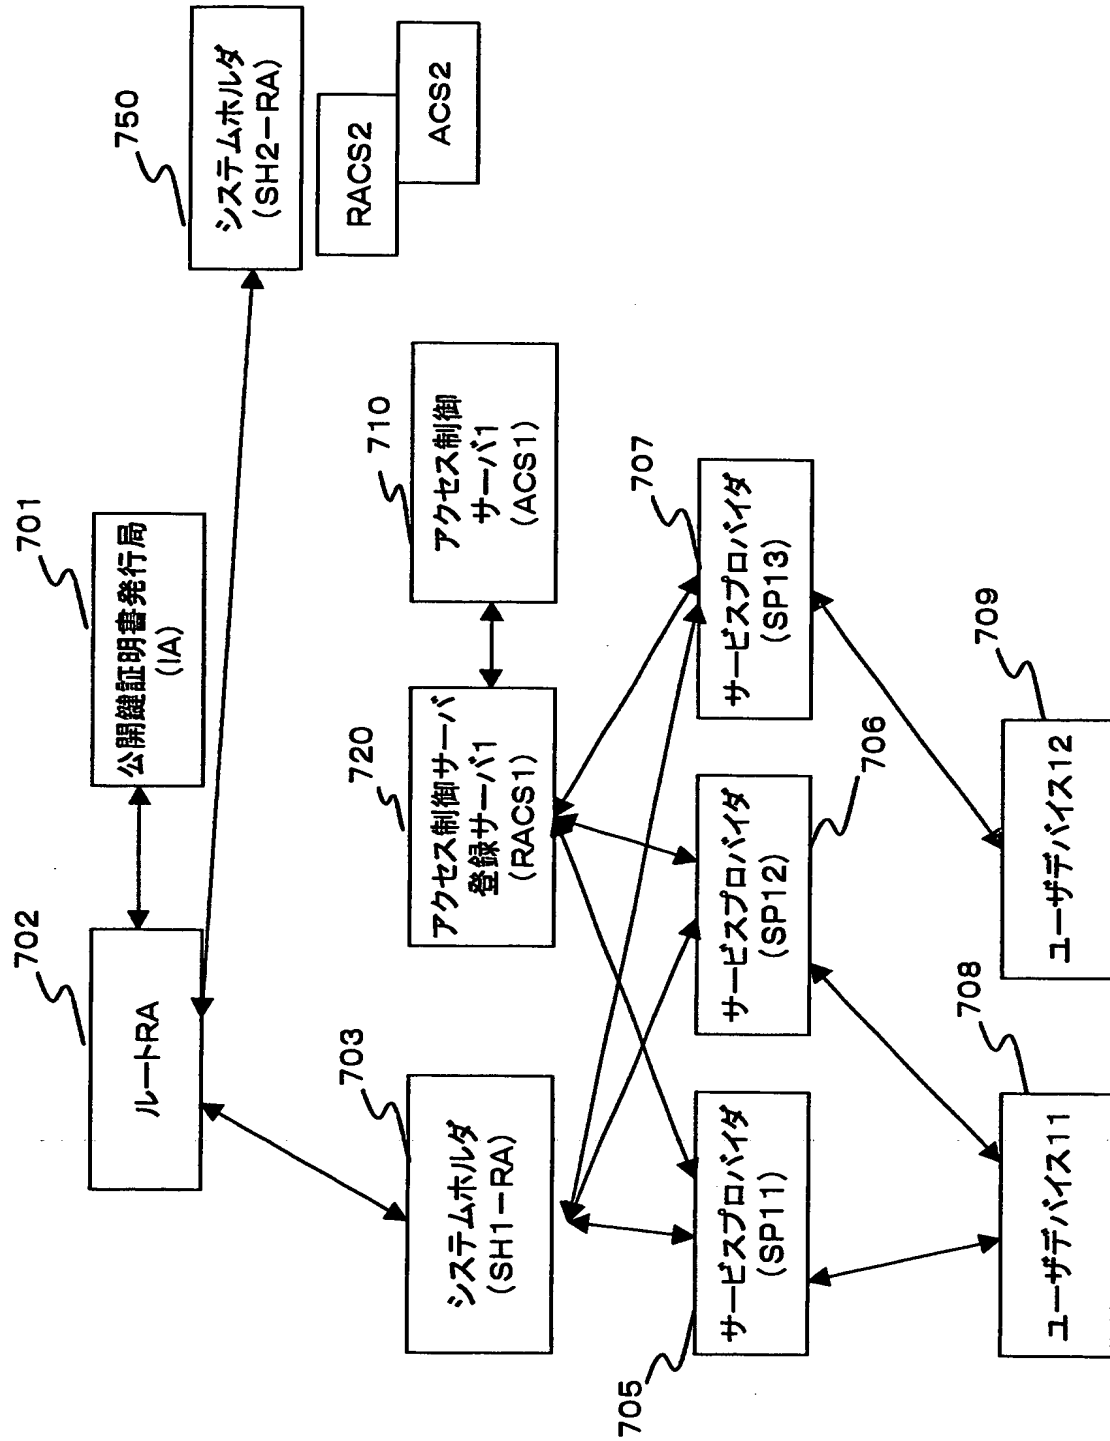 701
公開鍵証明書発行局
(IA)
702
ルートRA
750
システムホルダ
(SH2-RA)
RACS2
ACS2
703
システムホルダ
(SH1-RA)
720
アクセス制御サーバ
登録サーバ1
(RACS1)
710
アクセス制御
サーバ1
(ACS1)
705
サービスプロバイダ
(SP11)
サービスプロバイダ
(SP12)
706
707
サービスプロバイダ
(SP13)
708
ユーザデバイス11
709
ユーザデバイス12